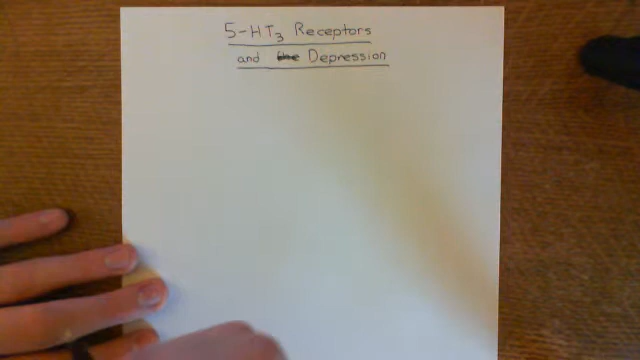 5-HT₃ Receptors
and the Depression